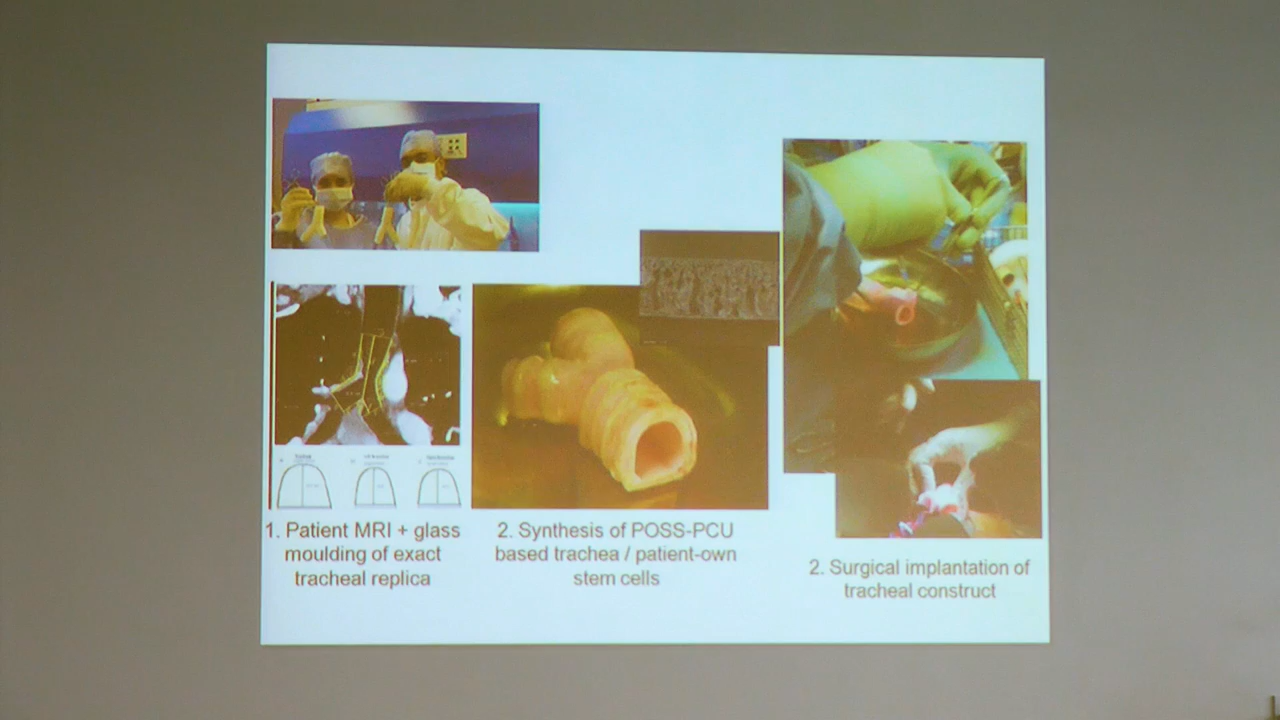 1. Patient MRI + glass
moulding of exact
tracheal replica
2. Synthesis of POSS-PCU
based trachea / patient-own
stem cells
2. Surgical implantation of
tracheal construct